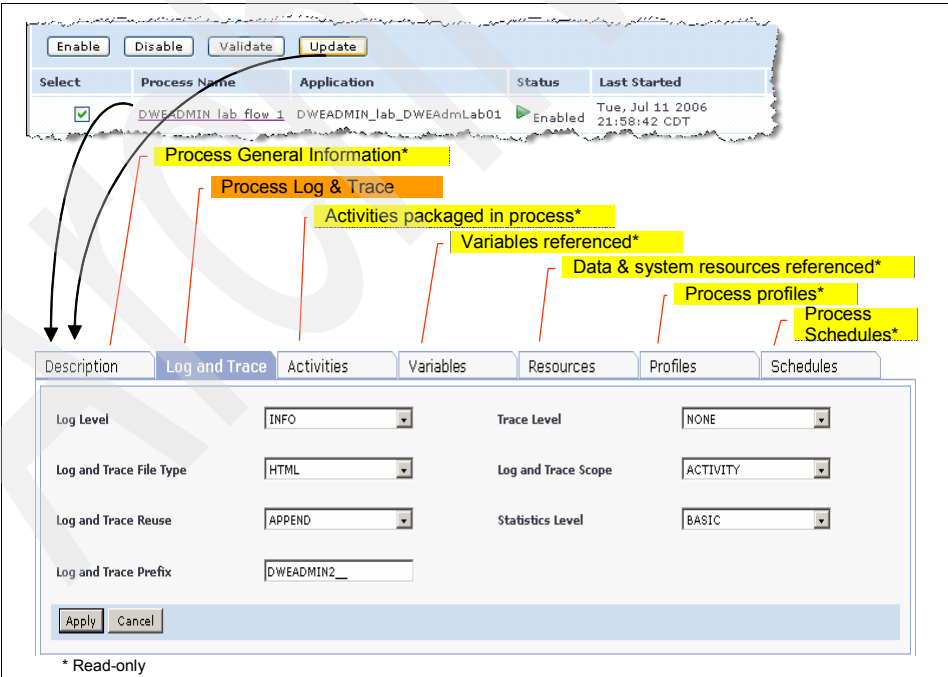 Enable Disable Validate Update
Select Process Name Application Status Last Started
DWEADMIN_lab_flow_1 DWEADMIN_lab_DWEAdmLab01 Enabled Tue, Jul 11 2006
21:58:42 CDT
Process General Information*
Process Log & Trace
Activities packaged in process*
Variables referenced*
Data & system resources referenced*
Process profiles*
Process
Schedules*
Description Log and Trace Activities Variables Resources Profiles Schedules
Log Level INFO Trace Level NONE
Log and Trace File Type HTML Log and Trace Scope ACTIVITY
Log and Trace Reuse APPEND Statistics Level BASIC
Log and Trace Prefix DWEADMIN2__
Apply Cancel
* Read-only